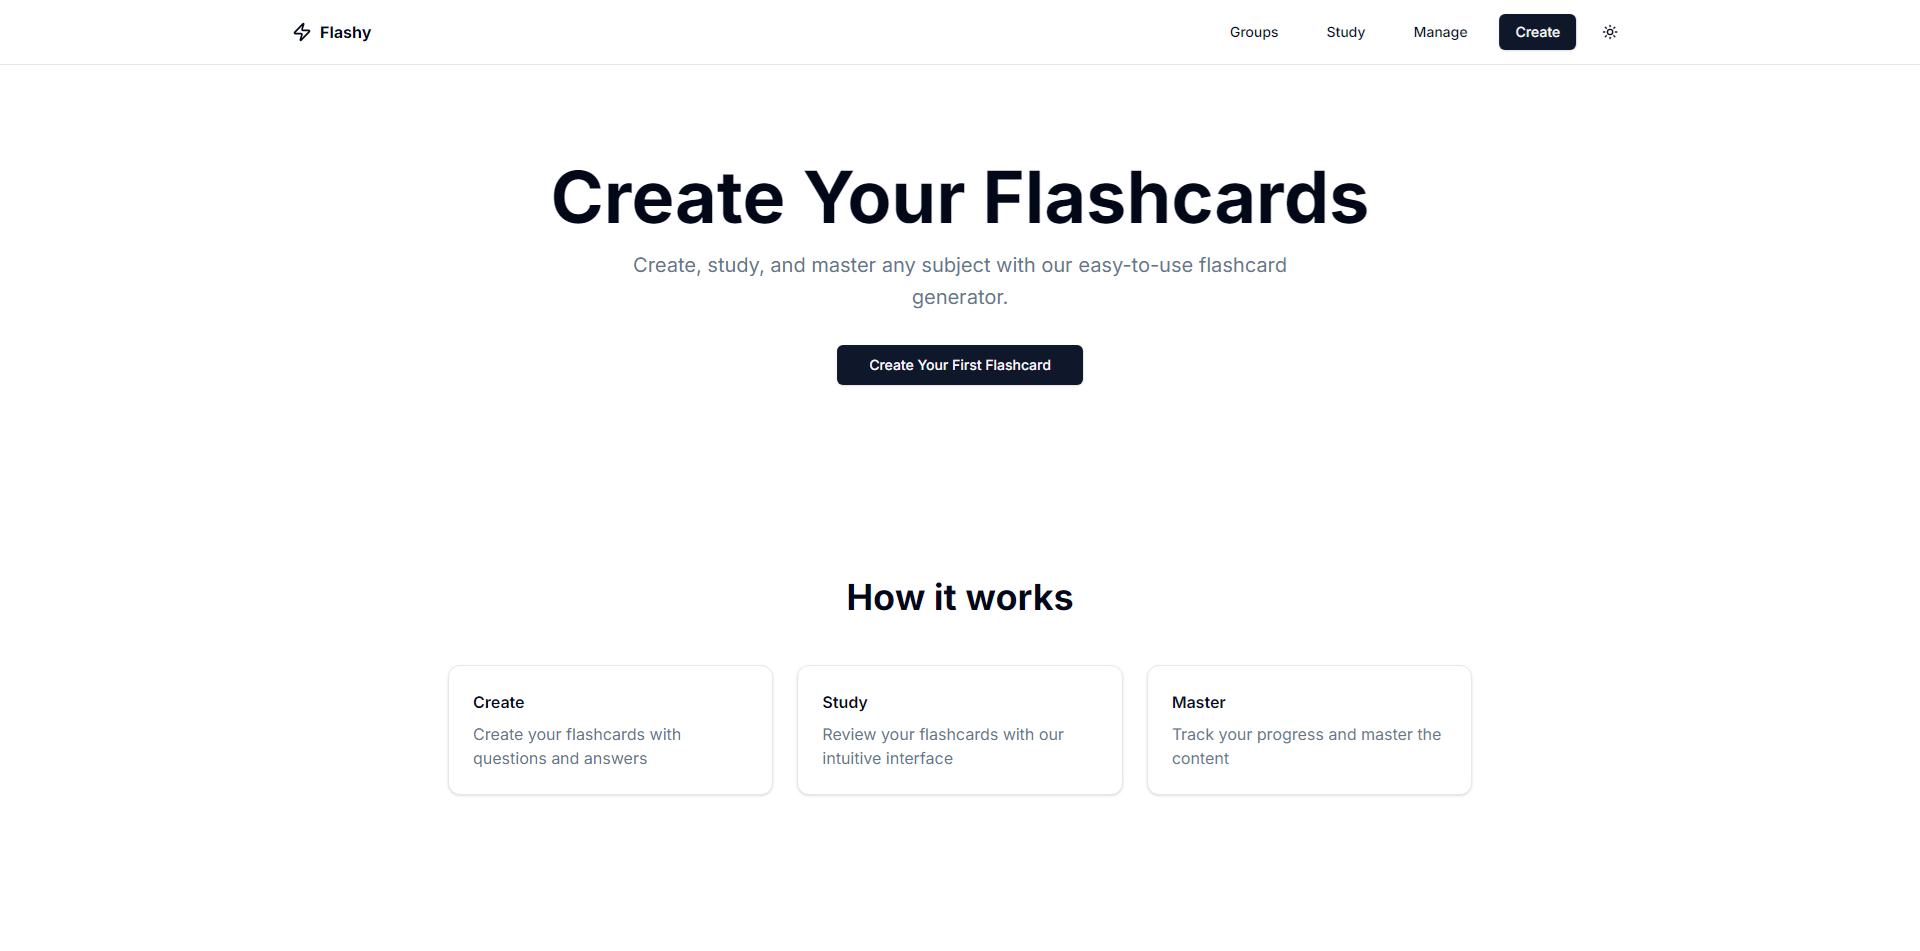 Flashy
Groups
Study
Manage
Create
Create Your Flashcards
Create, study, and master any subject with our easy-to-use flashcard
generator.
Create Your First Flashcard
How it works
Create
Create your flashcards with
questions and answers
Study
Review your flashcards with our
intuitive interface
Master
Track your progress and master the
content